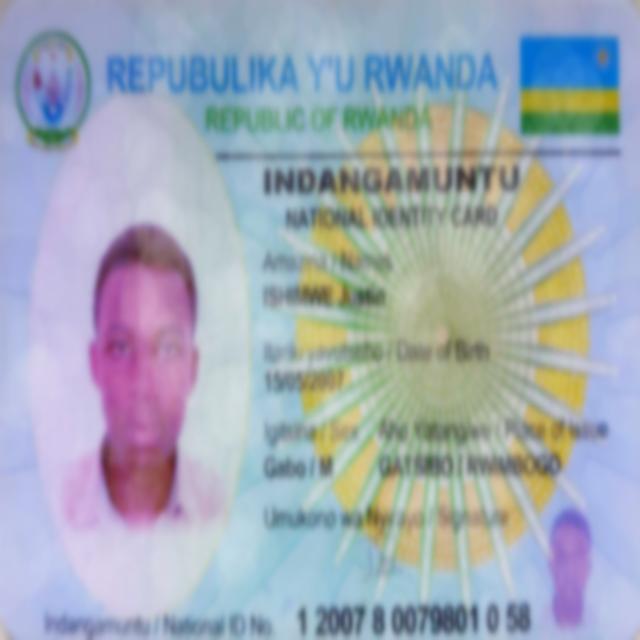 REPUBULIKA Y'U RWANDA
REPUBLIC OF RWANDA
INDANGAMUNTU
NATIONAL IDENTITY CARD
Amazina / Names
ISHIMWE
Itariki yavutseho / Date of Birth
15/05/2007
Igitsina / Sex Aho Yatangiwe / Place of Issue
Gabo / M GATSIBO / RWIMBOGO
Umukono wa Nyirayo / Signature
Indangamuntu / National ID No. 1 2007 8 0079801 0 58